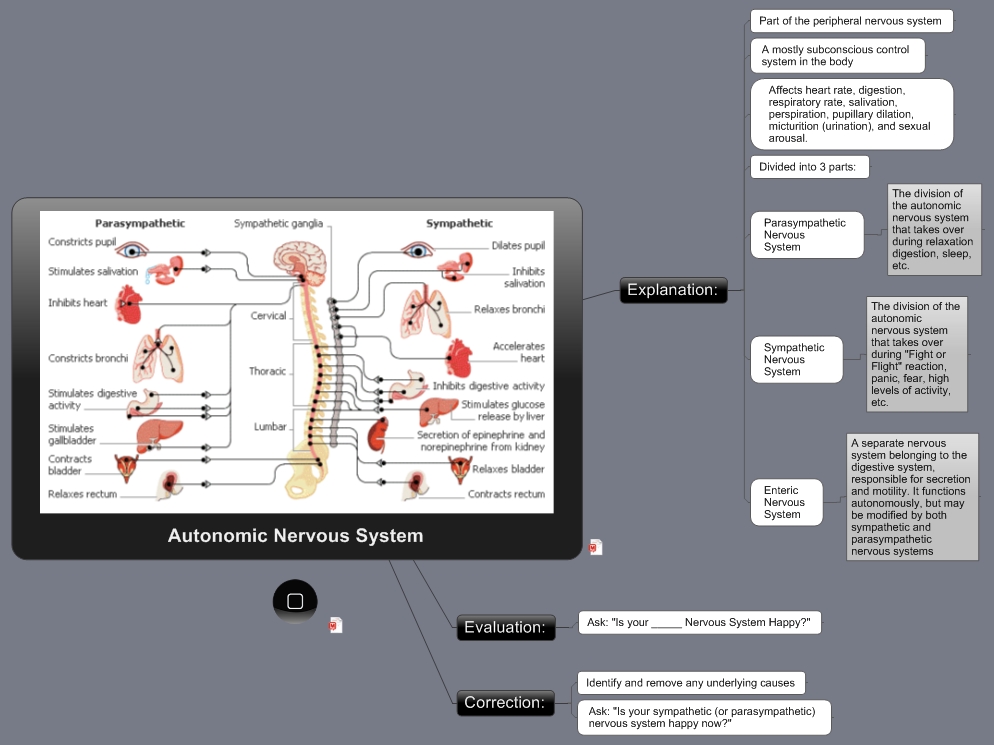 Parasympathetic
Sympathetic ganglia
Sympathetic
Constricts pupil
Stimulates salivation
Inhibits heart
Constricts bronchi
Stimulates digestive
activity
Stimulates
gallbladder
Contracts
bladder
Relaxes rectum
Cervical
Thoracic
Lumbar
Dilates pupil
Inhibits
salivation
Relaxes bronchi
Accelerates
heart
Inhibits digestive activity
Stimulates glucose
release by liver
Secretion of epinephrine and
norepinephrine from kidney
Relaxes bladder
Contracts rectum
Autonomic Nervous System
Explanation:
Part of the peripheral nervous system
A mostly subconscious control
system in the body
Affects heart rate, digestion,
respiratory rate, salivation,
perspiration, pupillary dilation,
micturition (urination), and sexual
arousal.
Divided into 3 parts:
Parasympathetic
Nervous
System
The division of
the autonomic
nervous system
that takes over
during relaxation
digestion, sleep,
etc.
Sympathetic
Nervous
System
The division of the
autonomic
nervous system
that takes over
during "Fight or
Flight" reaction,
panic, fear, high
levels of activity,
etc.
Enteric
Nervous
System
A separate nervous
system belonging to the
digestive system,
responsible for secretion
and motility. It functions
autonomously, but may
be modified by both
sympathetic and
parasympathetic
nervous systems
Evaluation:
Ask: "Is your _____ Nervous System Happy?"
Correction:
Identify and remove any underlying causes
Ask: "Is your sympathetic (or parasympathetic)
nervous system happy now?"